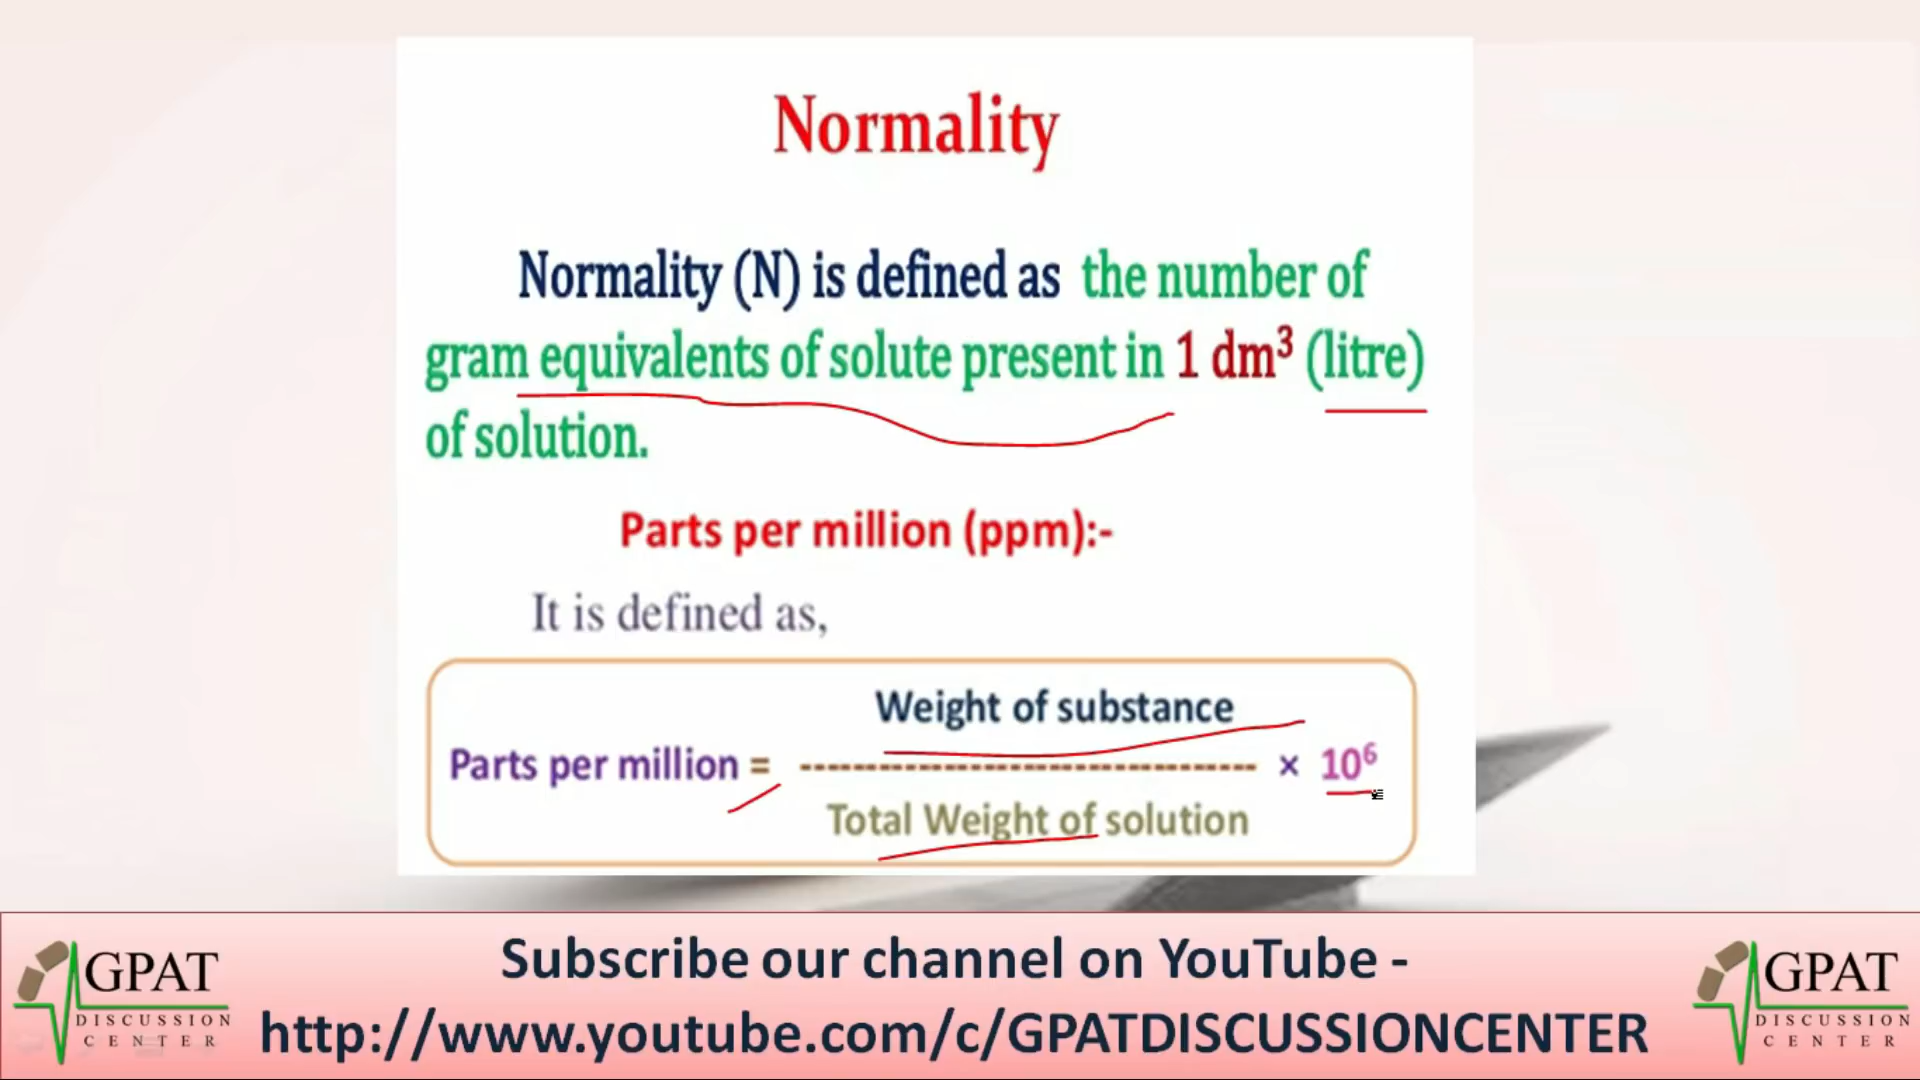 Normality
Normality (N) is defined as the number of
gram equivalents of solute present in 1 dm³ (litre)
of solution.
Parts per million (ppm):-
It is defined as,
Weight of substance
Parts per million = ------------------------------------ × 10⁶
Total Weight of solution
GPAT
DISCUSSION
CENTER
Subscribe our channel on YouTube -
http://www.youtube.com/c/GPATDISCUSSIONCENTER
GPAT
DISCUSSION
CENTER